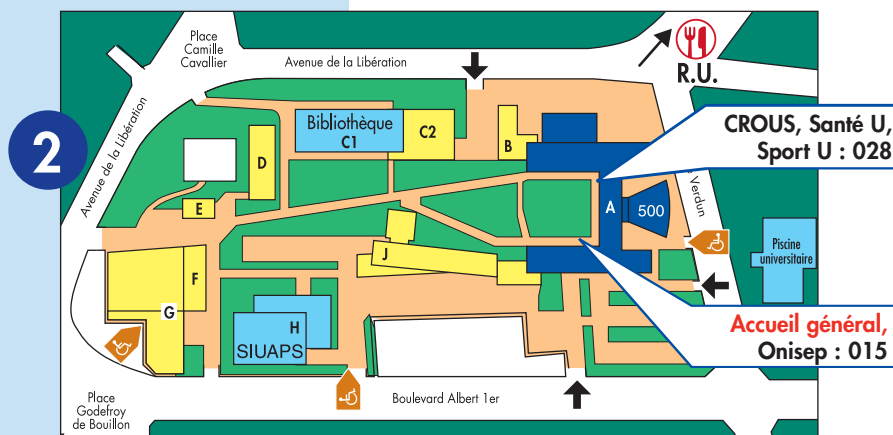 Place
Camille
Cavallier
Avenue de la Libération
R.U.
2
Avenue de la Libération
Bibliothèque
C1
C2
B
D
E
CROUS, Santé U,
Sport U : 028
Verdun
A
500
J
F
G
H
SIUAPS
Piscine
universitaire
Accueil général,
Onisep : 015
Place
Godefroy
de Bouillon
Boulevard Albert 1er